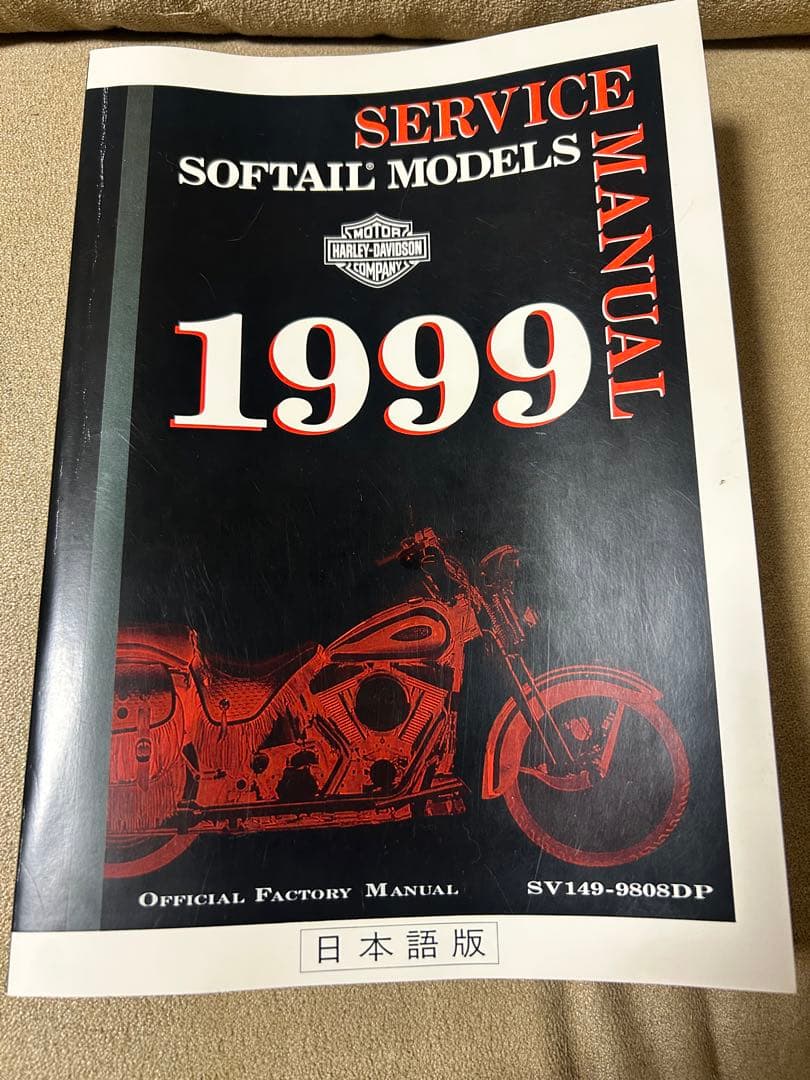 SERVICE
MANUAL
SOFTAIL® MODELS
MOTOR
HARLEY-DAVIDSON
COMPANY
1999
OFFICIAL FACTORY MANUAL
SV149-9808DP
日本語版